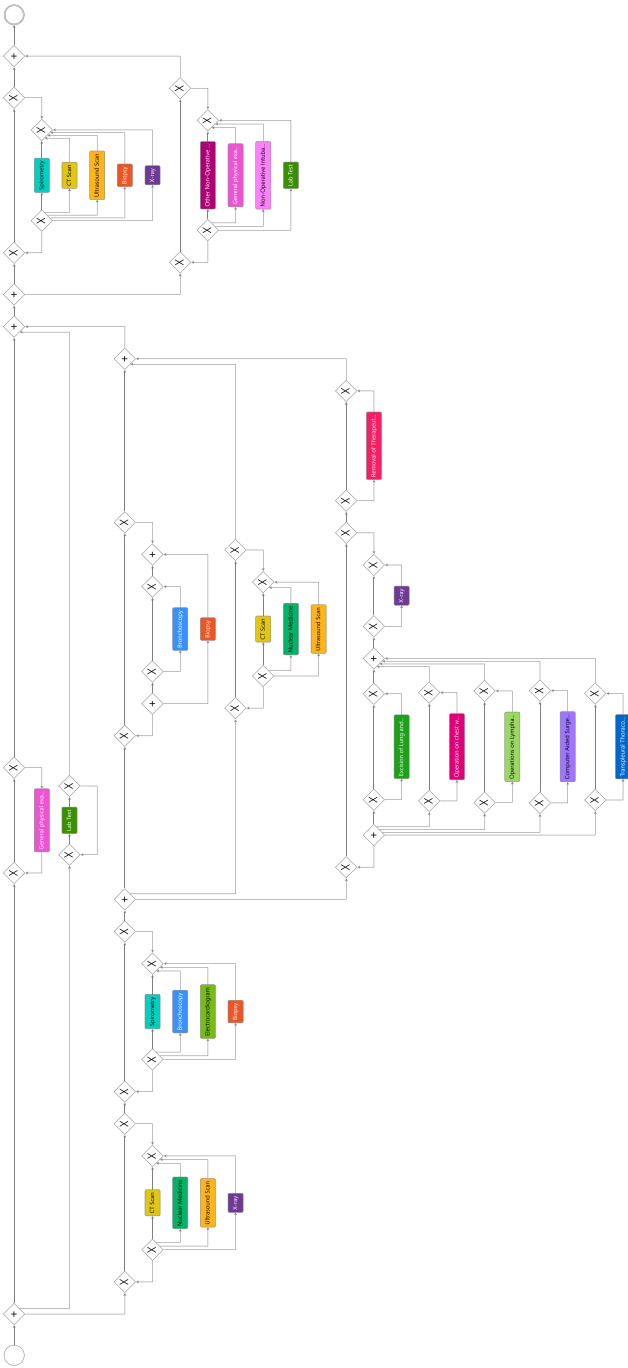 General physical exa...
Lab Test
CT Scan
Nuclear Medicine
Ultrasound Scan
X-ray
Spirometry
Bronchoscopy
Electrocardiogram
Biopsy
Bronchoscopy
Biopsy
CT Scan
Nuclear Medicine
Ultrasound Scan
Excision of Lung and...
Operation on chest w...
Operations on Lympha...
Computer Aided Surge...
Transpleural Thoraco...
X-ray
Removal of Therapeut...
Spirometry
CT Scan
Ultrasound Scan
Biopsy
X-ray
Other Non-Operative ...
General physical exa...
Non-Operative Intuba...
Lab Test